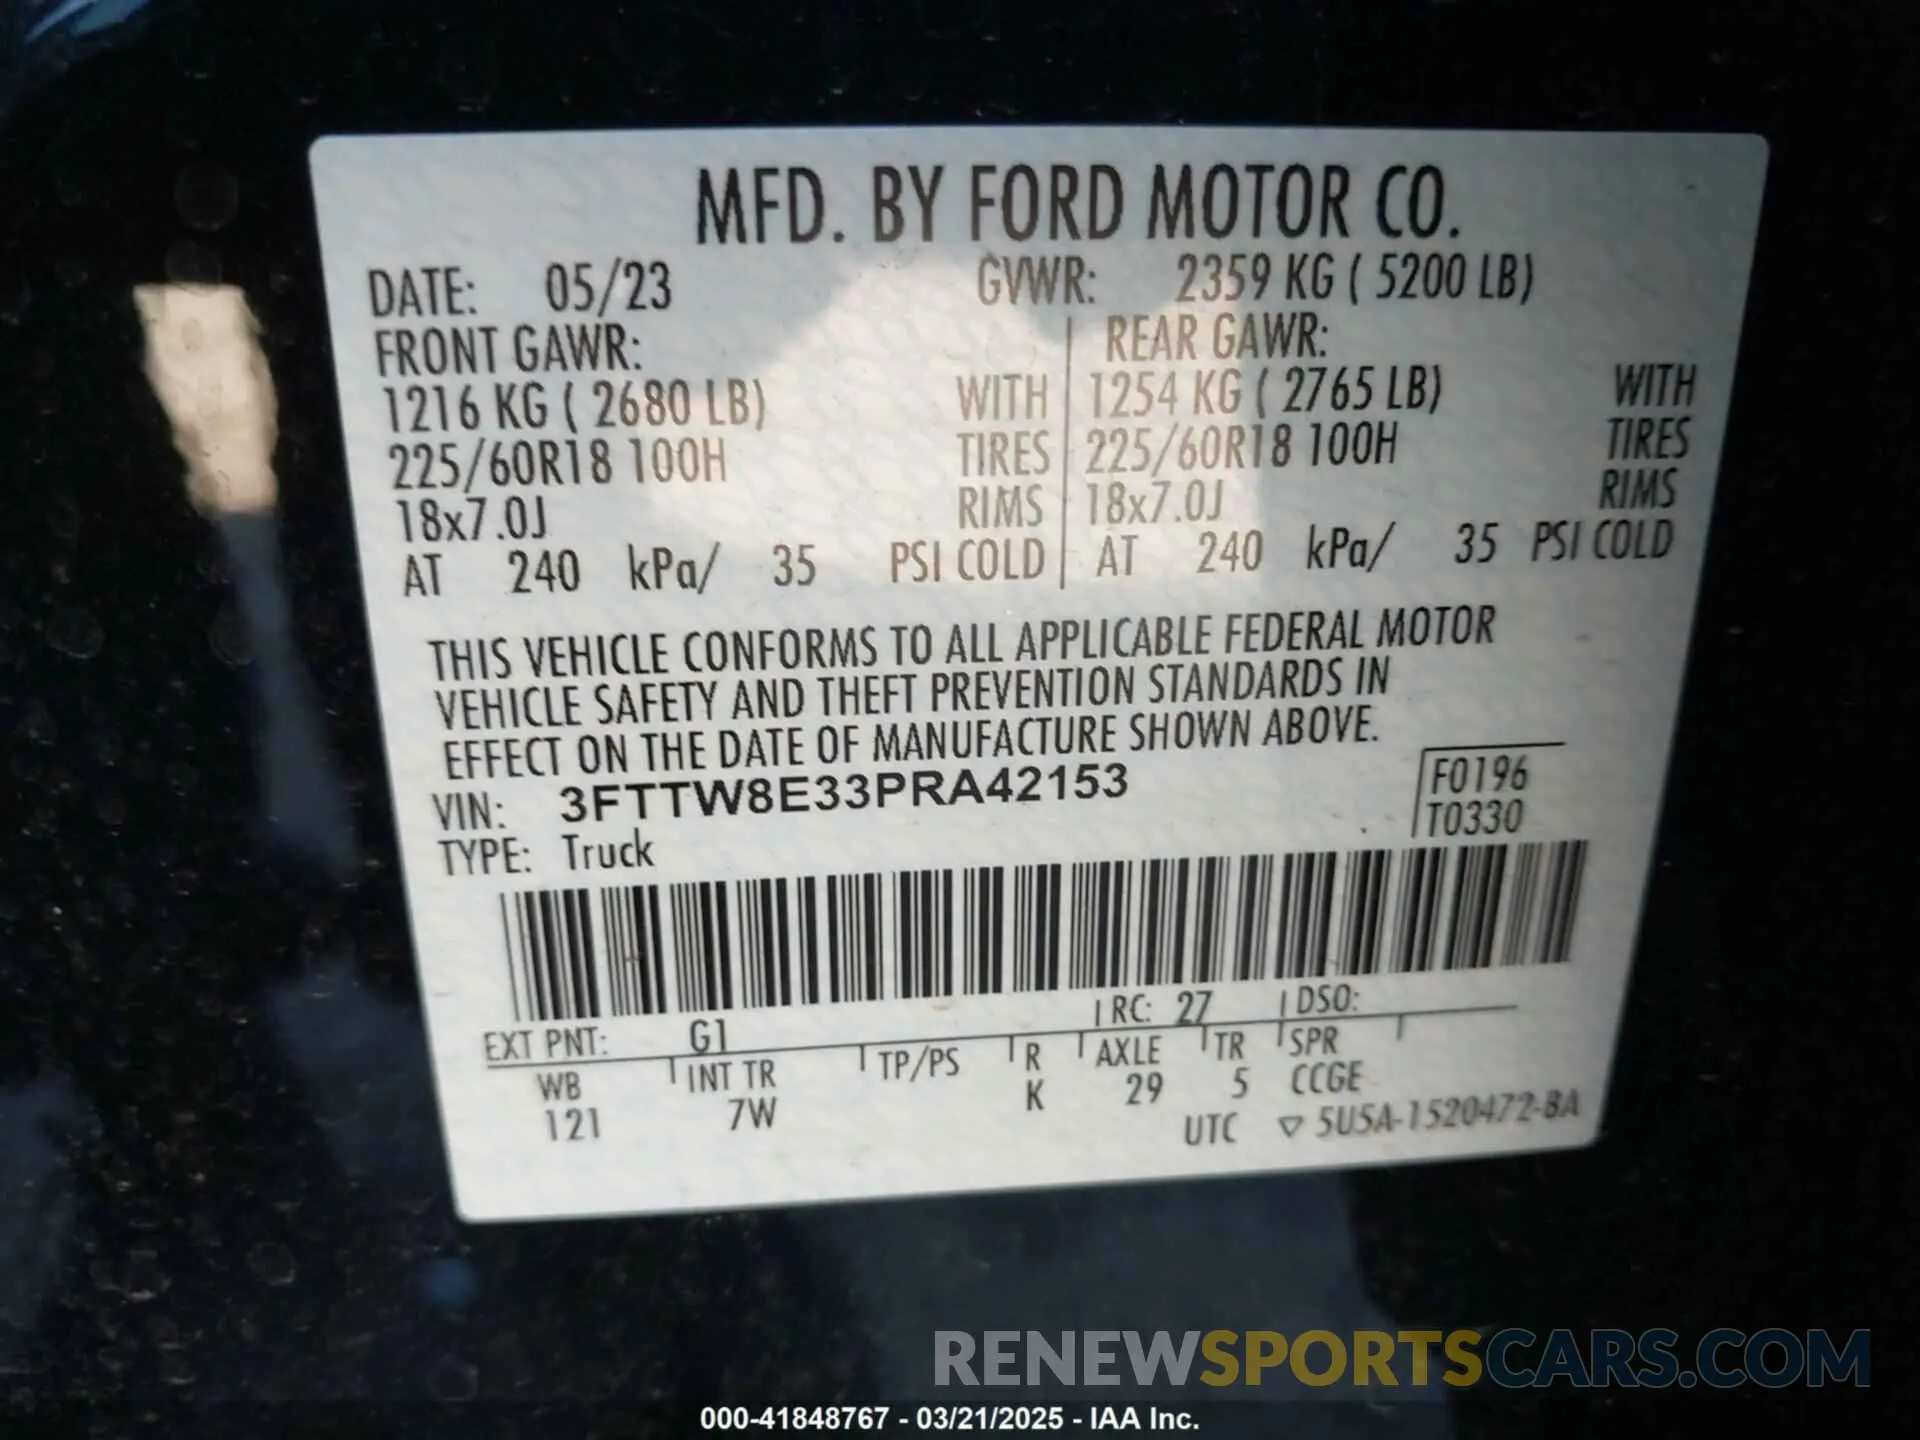 MFD. BY FORD MOTOR CO.
DATE: 05/23 GVWR: 2359 KG ( 5200 LB)
FRONT GAWR: REAR GAWR:
1216 KG ( 2680 LB) WITH 1254 KG ( 2765 LB) WITH
225/60R18 100H TIRES 225/60R18 100H TIRES
18x7.0J RIMS 18x7.0J RIMS
AT 240 kPa/ 35 PSI COLD AT 240 kPa/ 35 PSI COLD
THIS VEHICLE CONFORMS TO ALL APPLICABLE FEDERAL MOTOR
VEHICLE SAFETY AND THEFT PREVENTION STANDARDS IN
EFFECT ON THE DATE OF MANUFACTURE SHOWN ABOVE.
VIN: 3FTTW8E33PRA42153 F0196
TYPE: Truck T0330
EXT PNT: G1 RC: 27 DSO:
WB INT TR TP/PS R AXLE TR SPR
121 7W K 29 5 CCGE
UTC ▽ 5U5A-1520472-BA
RENEWSPORTSCARS.COM
000-41848767 - 03/21/2025 - IAA Inc.